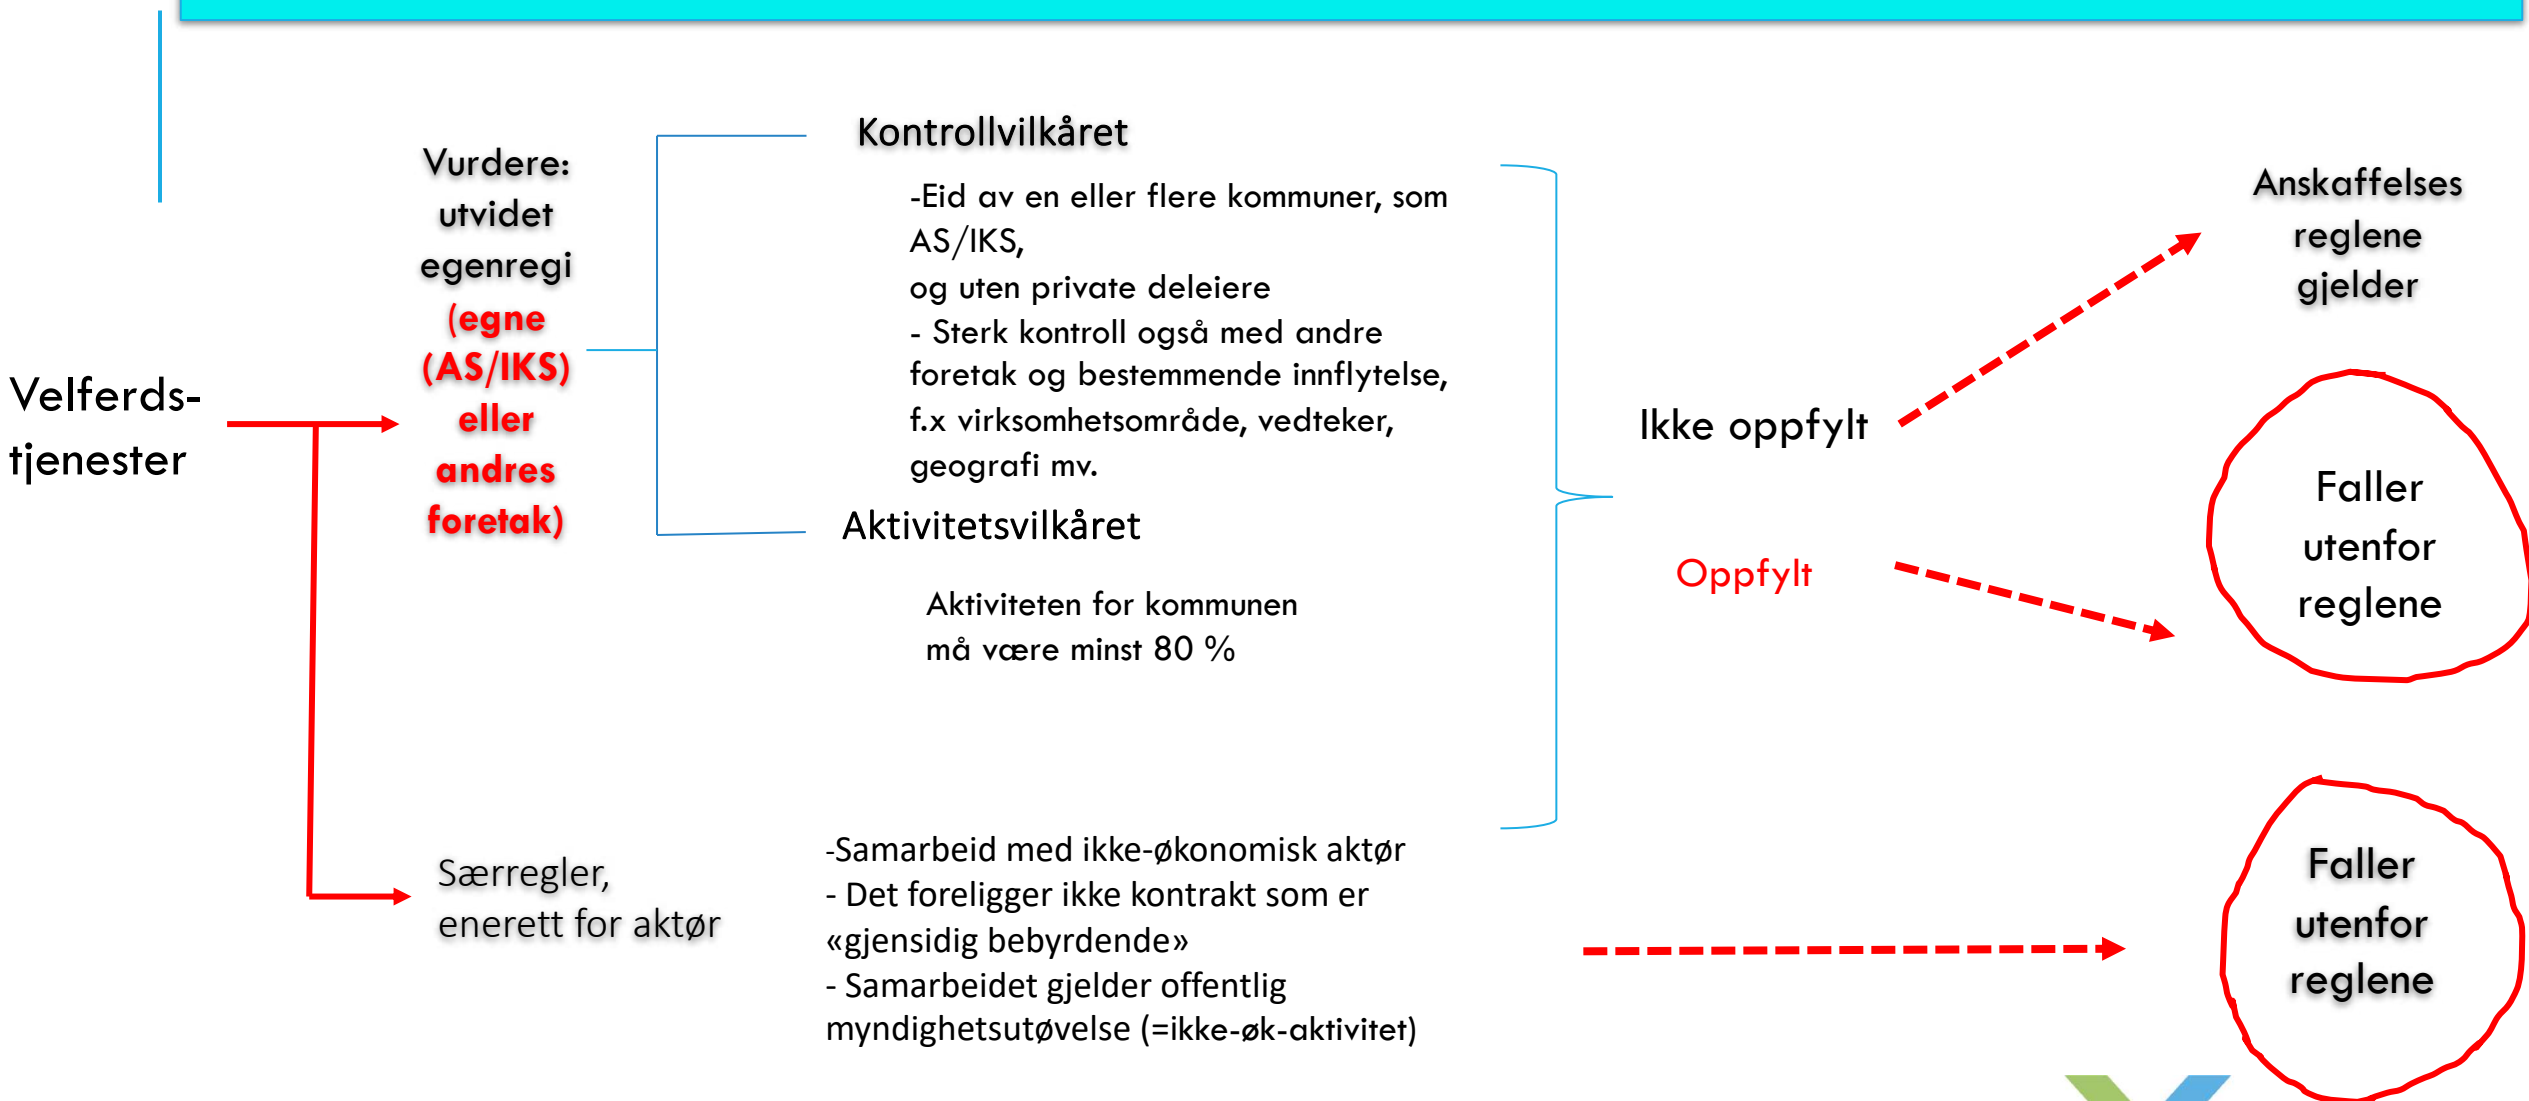 Velferds-
tjenester
Vurdere:
utvidet
egenregi
(egne
(AS/IKS)
eller
andres
foretak)
Kontrollvilkåret
-Eid av en eller flere kommuner, som
AS/IKS,
og uten private deleiere
- Sterk kontroll også med andre
foretak og bestemmende innflytelse,
f.x virksomhetsområde, vedteker,
geografi mv.
Aktivitetsvilkåret
Aktiviteten for kommunen
må være minst 80 %
Ikke oppfylt
Oppfylt
Anskaffelses
reglene
gjelder
Faller
utenfor
reglene
Særregler,
enerett for aktør
-Samarbeid med ikke-økonomisk aktør
- Det foreligger ikke kontrakt som er
«gjensidig bebyrdende»
- Samarbeidet gjelder offentlig
myndighetsutøvelse (=ikke-øk-aktivitet)
Faller
utenfor
reglene